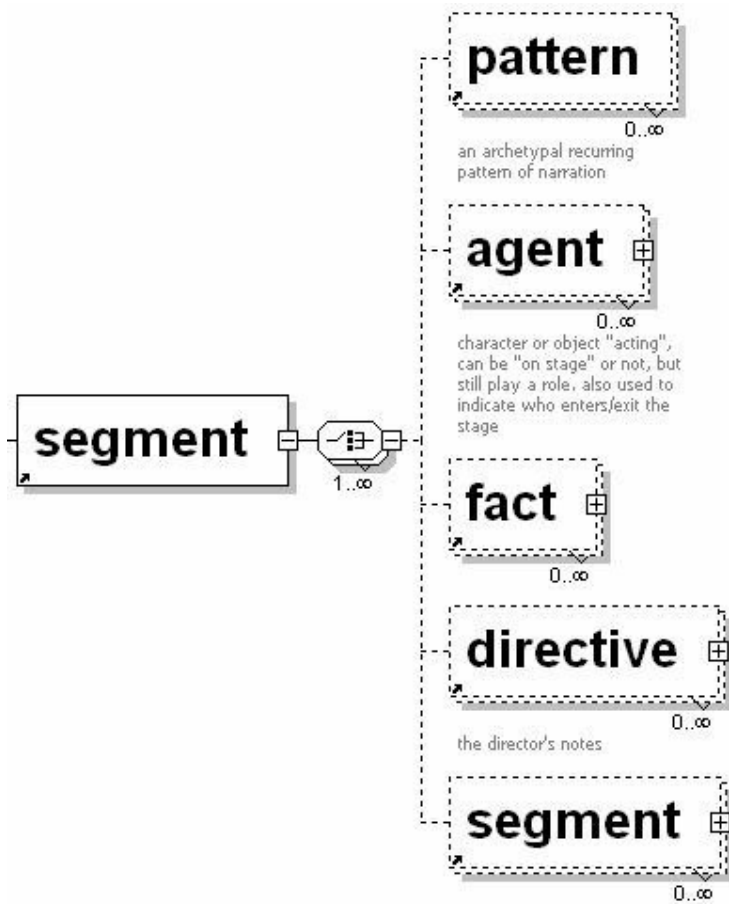 pattern
0..∞
an archetypal recurring
pattern of narration
agent
0..∞
character or object "acting",
can be "on stage" or not, but
still play a role. also used to
indicate who enters/exit the
stage
segment
1..∞
fact
0..∞
directive
0..∞
the director's notes
segment
0..∞